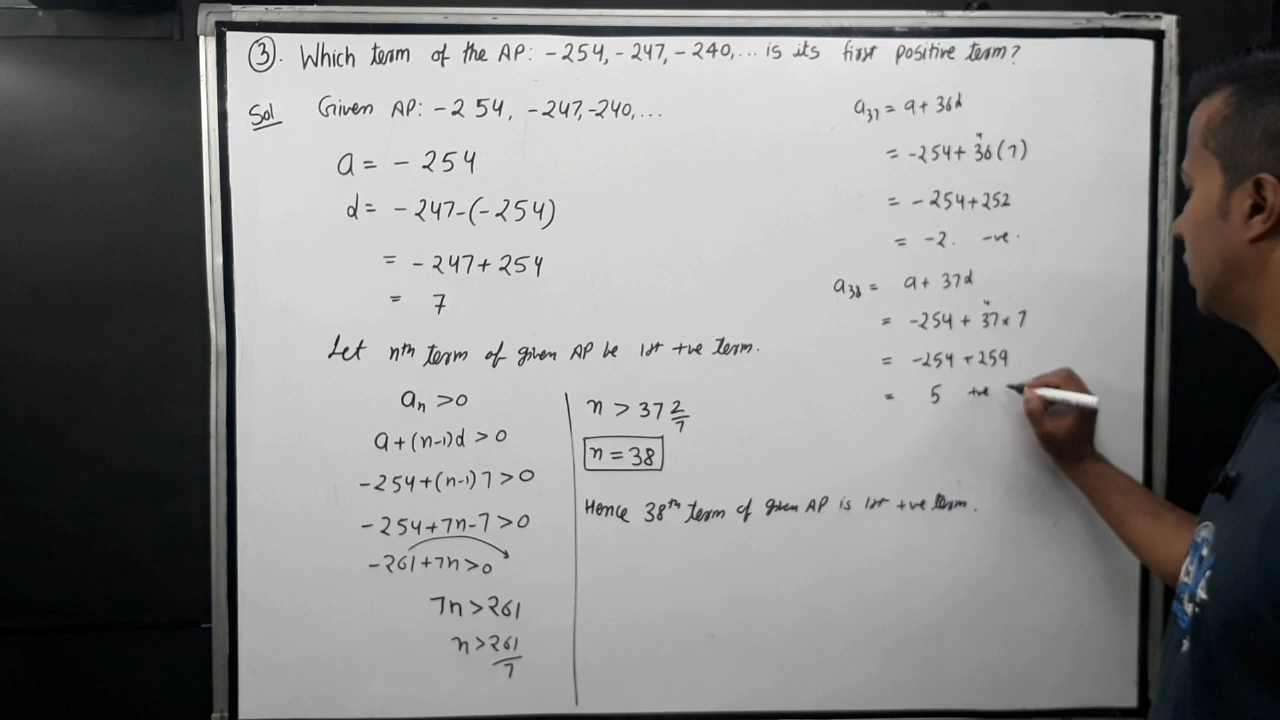 ③. Which term of the AP: -254, -247, -240, ... is its first positive term?
Sol Given AP: -254, -247, -240, ...
a = - 254
d = - 247-(-254)
= - 247+254
= 7
Let nth term of given AP be 1st +ve term.
aₙ >0
a+(n-1)d >0
-254+(n-1)7 >0
-254+7n-7 >0
-261+7n>0
7n >261
n >261/7
n > 37 2/7
n = 38
Hence 38th term of given AP is 1st +ve term.
a₃₇ = a + 36d
= -254+ 36(7)
= - 254+252
= -2. -ve.
a₃₈ = a+ 37d
= -254 + 37×7
= -254 +259
= 5 +ve